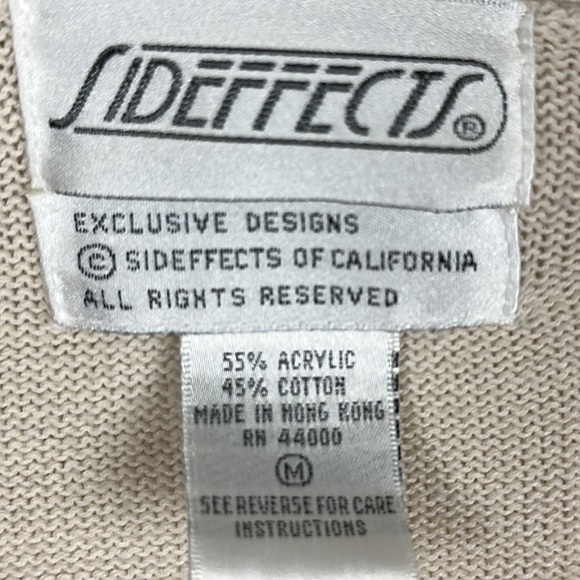 SIDEFFECTS®
EXCLUSIVE DESIGNS
© SIDEFFECTS OF CALIFORNIA
ALL RIGHTS RESERVED
55% ACRYLIC
45% COTTON
MADE IN HONG KONG
RN 44000
M
SEE REVERSE FOR CARE
INSTRUCTIONS